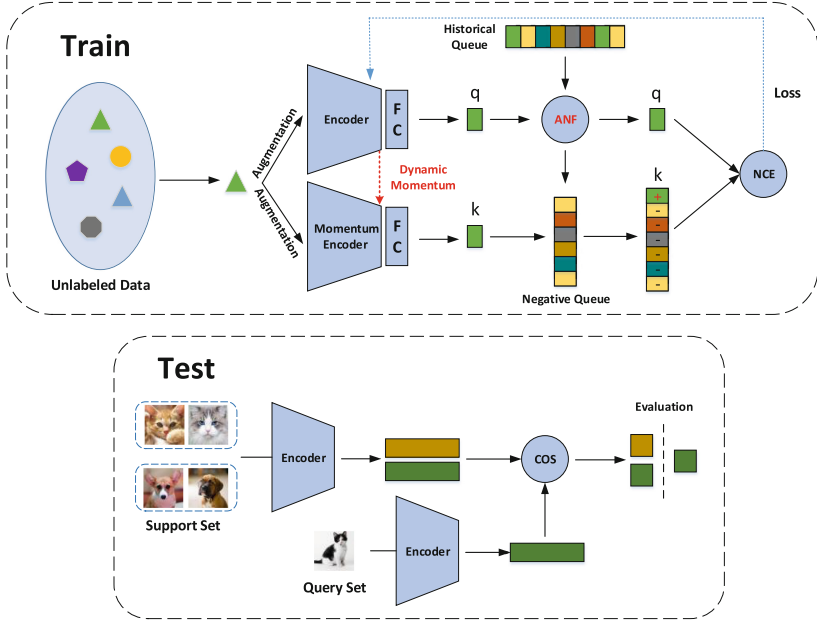 Train
Historical
Queue
Loss
Augmentation
Augmentation
Encoder
F
C
q
ANF
q
Dynamic
Momentum
NCE
Momentum
Encoder
F
C
k
k
+
-
-
-
-
-
-
Unlabeled Data
Negative Queue
Test
Evaluation
Encoder
COS
Support Set
Encoder
Query Set